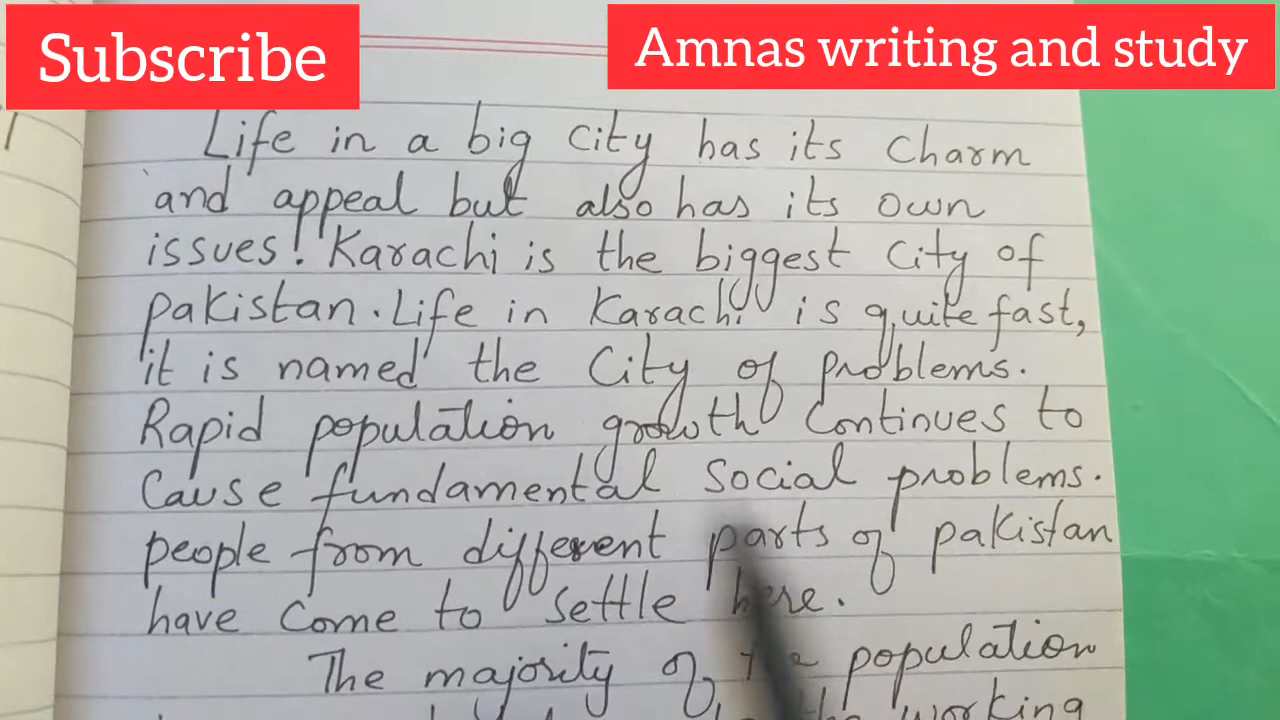 Subscribe
Amnas writing and study
Life in a big city has its charm
and appeal but also has its own
issues. Karachi is the biggest city of
pakistan. Life in Karachi is quite fast,
it is named the city of problems.
Rapid population growth continues to
cause fundamental social problems.
people from different parts of pakistan
have come to settle here.
The majority of the population
the working